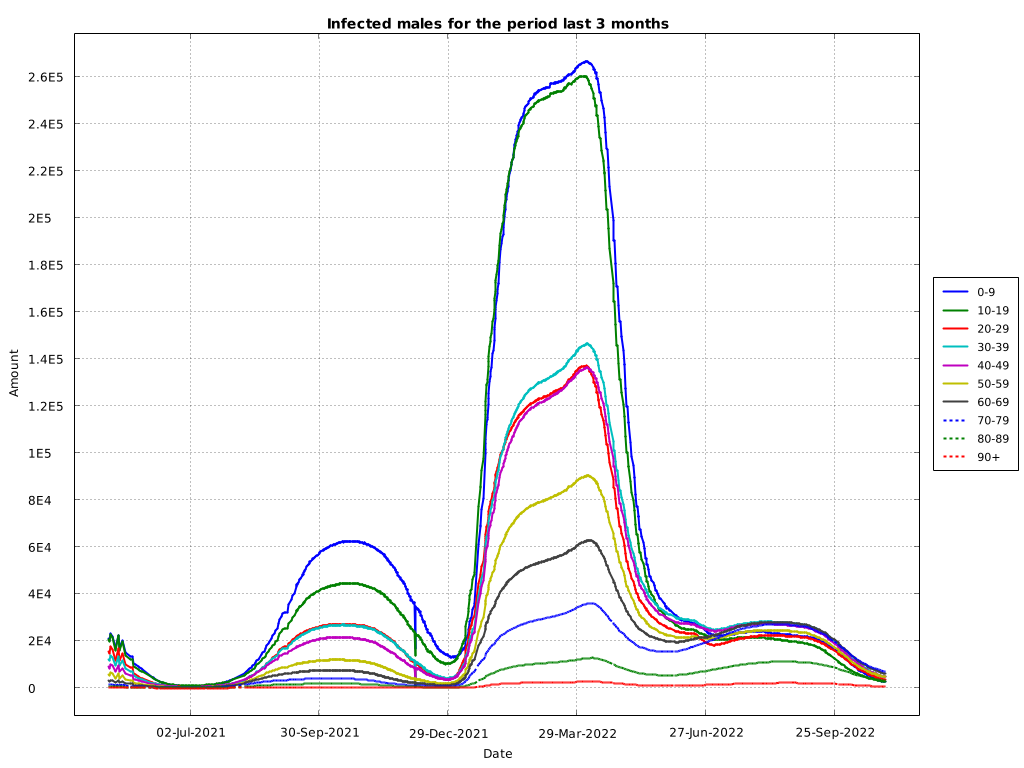 Infected males for the period last 3 months
Amount
2.6E5
2.4E5
2.2E5
2E5
1.8E5
1.6E5
1.4E5
1.2E5
1E5
8E4
6E4
4E4
2E4
0
02-Jul-2021
30-Sep-2021
29-Dec-2021
29-Mar-2022
27-Jun-2022
25-Sep-2022
Date
0-9
10-19
20-29
30-39
40-49
50-59
60-69
70-79
80-89
90+